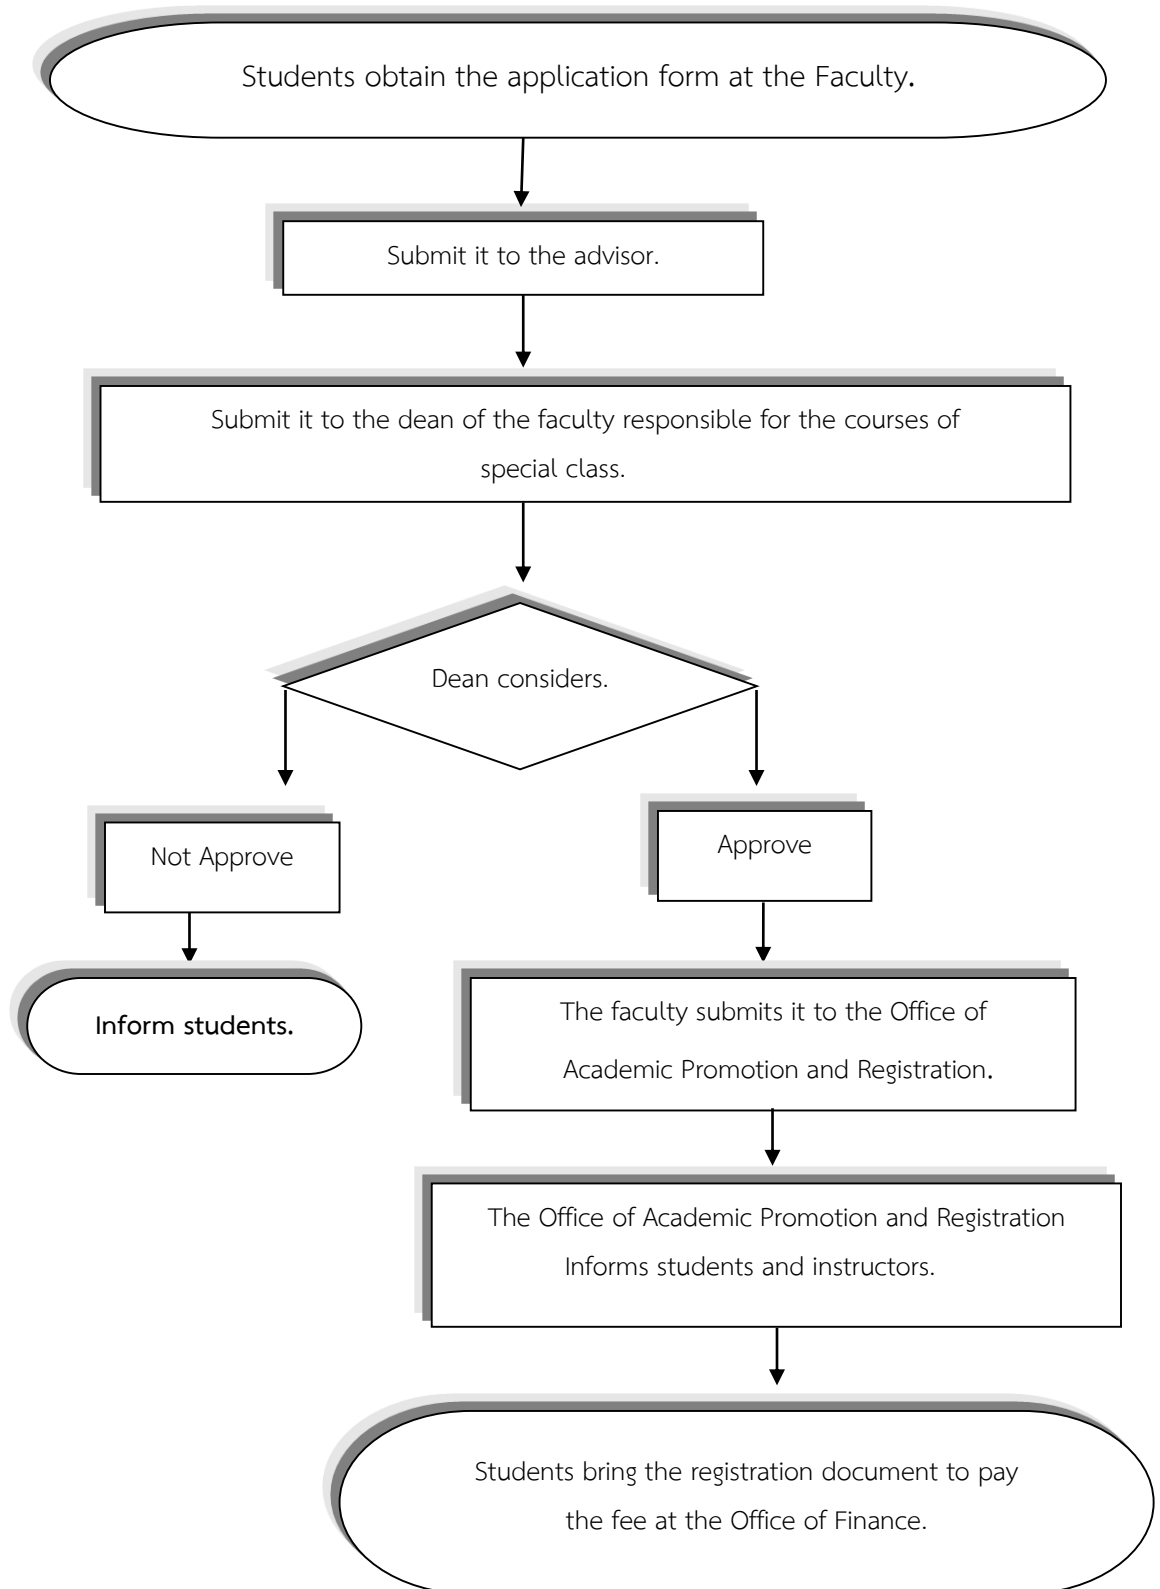 Students obtain the application form at the Faculty.
Submit it to the advisor.
Submit it to the dean of the faculty responsible for the courses of
special class.
Dean considers.
Not Approve
Approve
Inform students.
The faculty submits it to the Office of
Academic Promotion and Registration.
The Office of Academic Promotion and Registration
Informs students and instructors.
Students bring the registration document to pay
the fee at the Office of Finance.